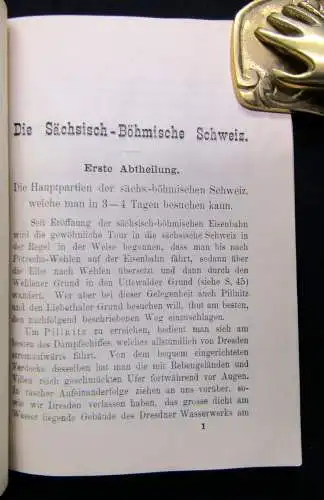 Die Sächsisch-Böhmische Schweiz.
Erste Abtheilung.
Die Hauptpartien der sächs-böhmischen Schweiz,
welche man in 3—4 Tagen besuchen kann.
Seit Eröffnung der sächsisch-böhmischen Eisenbahn
wird die gewöhnliche Tour in die sächsische Schweiz in
der Regel in der Weise begonnen, dass man bis nach
Potzscha-Wehlen auf der Eisenbahn fährt, sodann über
die Elbe nach Wehlen übersetzt und dann durch den
Wehlener Grund in den Uttewalder Grund (siehe S. 45)
wandert. Wer aber bei dieser Gelegenheit auch Pillnitz
und den Liebethaler Grund besuchen will, thut am besten,
den nachfolgend beschriebenen Weg einschlagen.
Um Pillnitz zu erreichen, bedient man sich am
besten des Dampfschiffes, welches allstündlich von Dresden
stromaufwärts fährt. Von dem bequem eingerichteten
Verdecke desselben hat man die mit Rebengeländen und
Villen reich geschmückten Ufer fortwährend vor Augen.
In rascher Aufeinanderfolge ziehen an uns vorüber, so-
wie wir Dresden verlassen haben, das grosse dicht am
Wasser liegende Gebäude des Dresdner Wasserwerks am
1